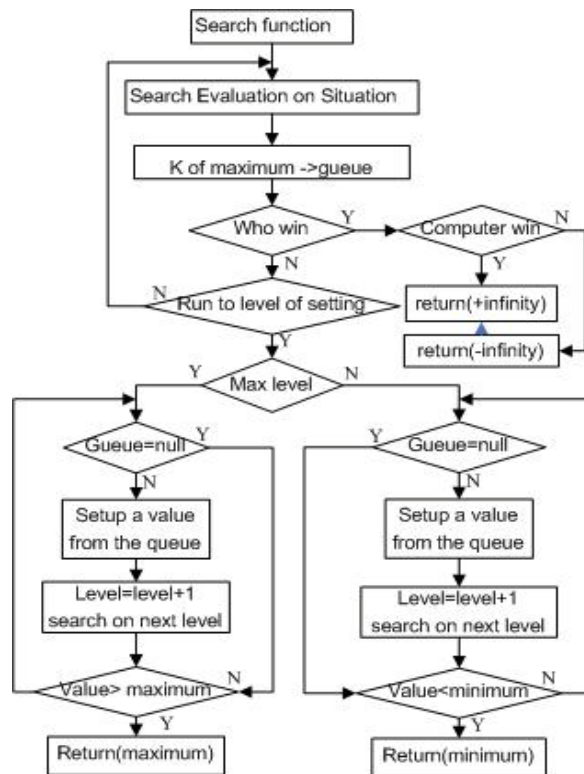 Search function
Search Evaluation on Situation
K of maximum ->gueue
Who win
Y
Computer win
N
N
Y
N
Run to level of setting
return(+infinity)
Y
return(-infinity)
Y
Max level
N
Gueue=null
Y
Y
Gueue=null
N
N
Setup a value
from the queue
Setup a value
from the queue
Level=level+1
search on next level
Level=level+1
search on next level
Value> maximum
N
Value<minimum
N
Y
Y
Return(maximum)
Return(minimum)